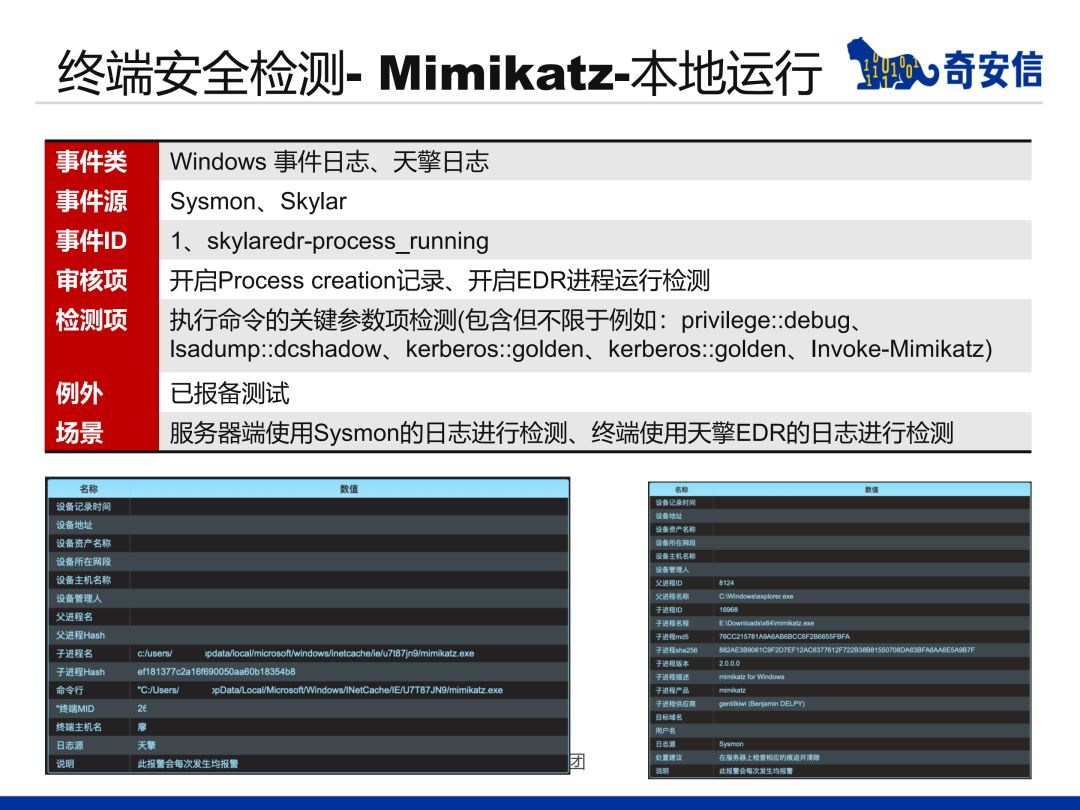 终端安全检测- Mimikatz-本地运行
奇安信
事件类 Windows 事件日志、天擎日志
事件源 Sysmon、Skylar
事件ID 1、skylaredr-process_running
审核项 开启Process creation记录、开启EDR进程运行检测
检测项 执行命令的关键参数项检测(包含但不限于例如：privilege::debug、
lsadump::dcshadow、kerberos::golden、kerberos::golden、Invoke-Mimikatz)
例外 已报备测试
场景 服务器端使用Sysmon的日志进行检测、终端使用天擎EDR的日志进行检测
名称 数值
设备记录时间
设备地址
设备资产名称
设备所在网段
设备主机名称
设备管理人
父进程名
父进程Hash
子进程名 c:/users/ opdata/local/microsoft/windows/inetcache/ie/u7t87jn9/mimikatz.exe
子进程Hash ef181377c2a16f690050aa60b18354b8
命令行 "C:/Users/ opData/Local/Microsoft/Windows/INetCache/IE/U7T87JN9/mimikatz.exe
"终端MID 26
终端主机名 廖
日志源 天擎
说明 此报警会每次发生均报警
团
名称 数值
设备记录时间
设备地址
设备资产名称
设备所在网段
设备主机名称
设备管理人
父进程ID 8124
父进程名称 C:\Windows\explorer.exe
子进程ID 16968
子进程名程 E:\Downloads\x64\mimikatz.exe
子进程md5 76CC215781A9A6AB6BCC6F2B6655FBFA
子进程sha256 882AE3B9061C9F2D7EF12AC6377612F722B38B81550708DA63BFA6AA6E5A9B7F
子进程版本 2.0.0.0
子进程描述 mimikatz for Windows
子进程产品 mimikatz
子进程供应商 gentilkiwi (Benjamin DELPY)
目标域名
用户名
日志源 Sysmon
处置建议 在服务器上检查相应的痕迹并清除
说明 此报警会每次发生均报警